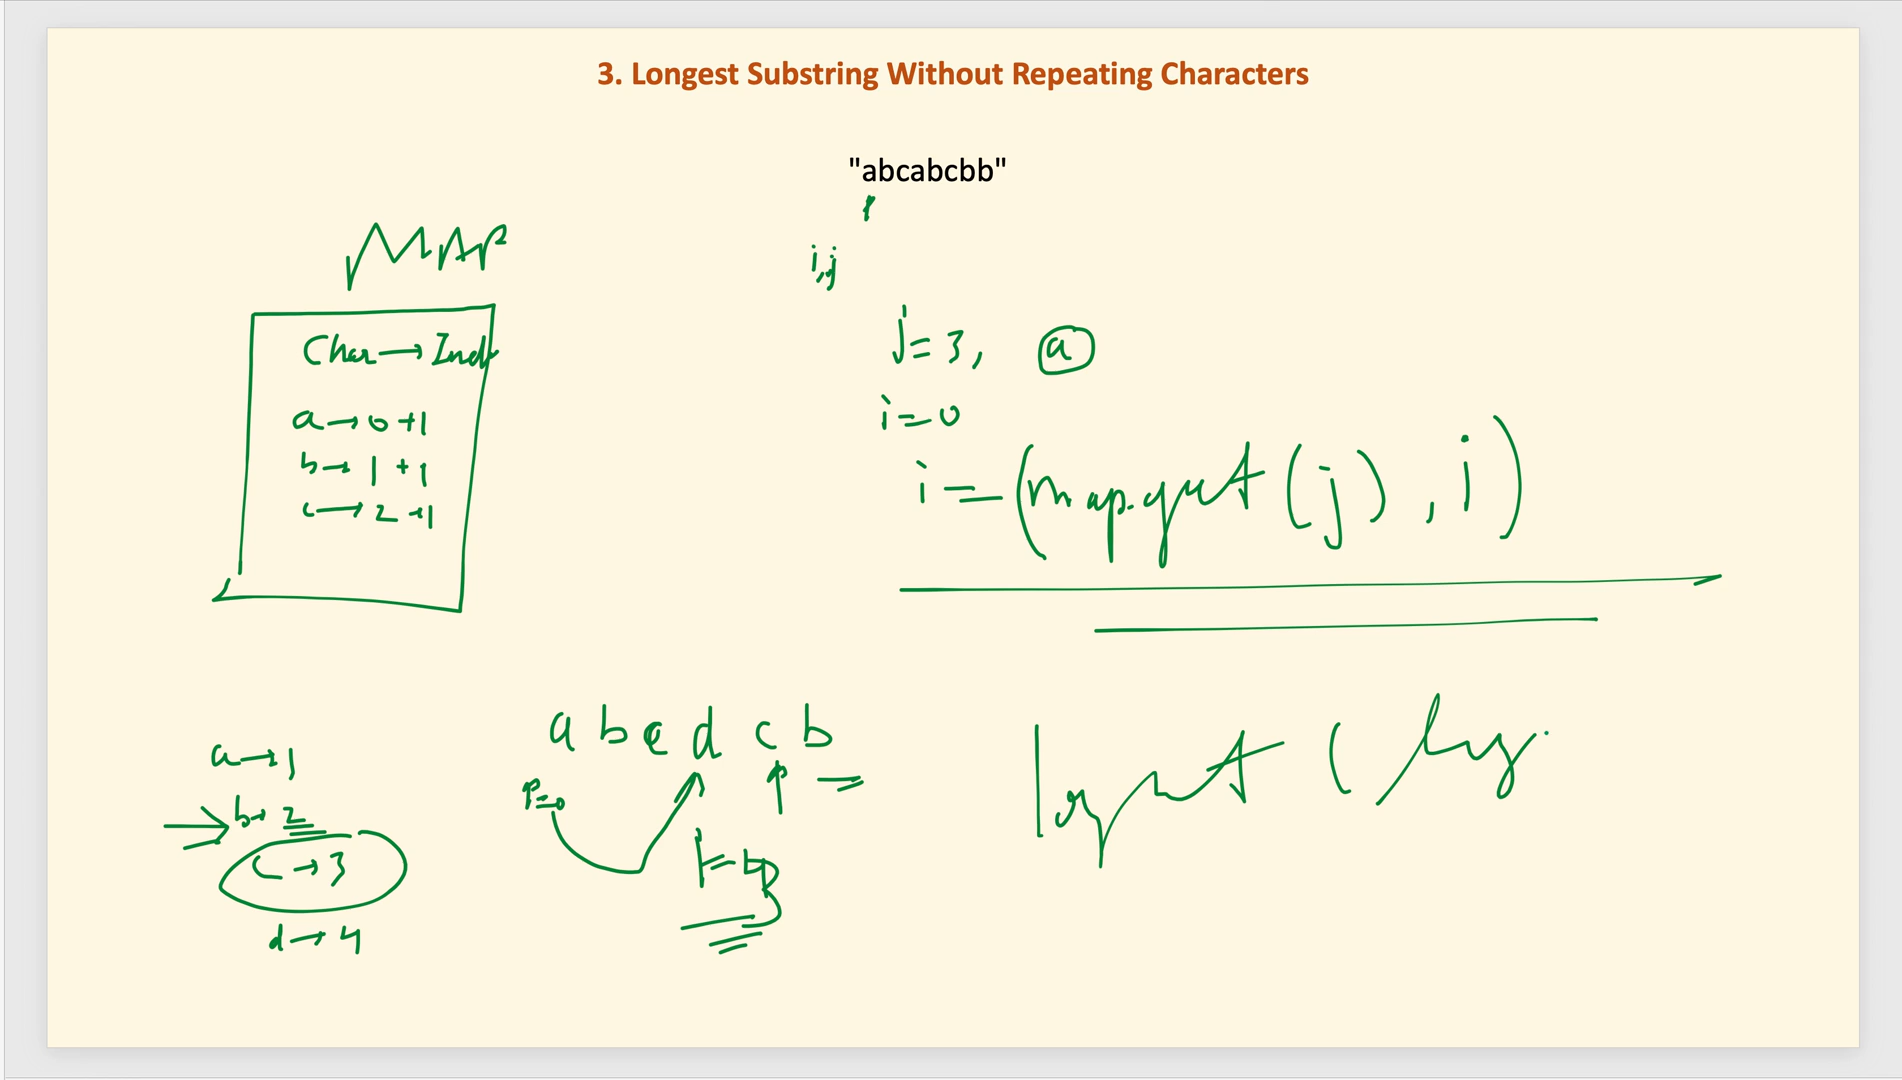 3. Longest Substring Without Repeating Characters
"abcabcbb"
MAP
i,j
Char → Ind
j = 3, a
a → 0 +1
i = 0
b → 1 +1
i = (map.get(j), i)
c → 2 +1
a b c d c b
a → 1
b → 2
c → 3
d → 4